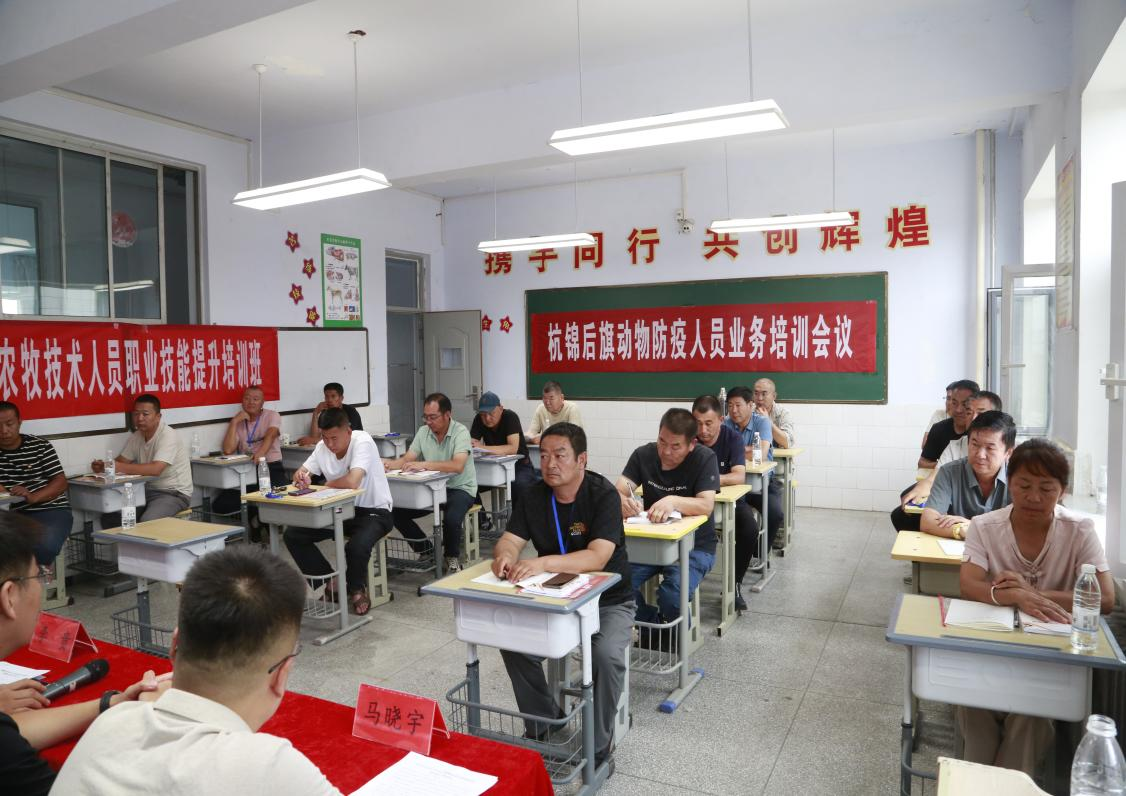 携手同行 共创辉煌
杭锦后旗动物防疫人员业务培训会议
农牧技术人员职业技能提升培训班
马晓宇